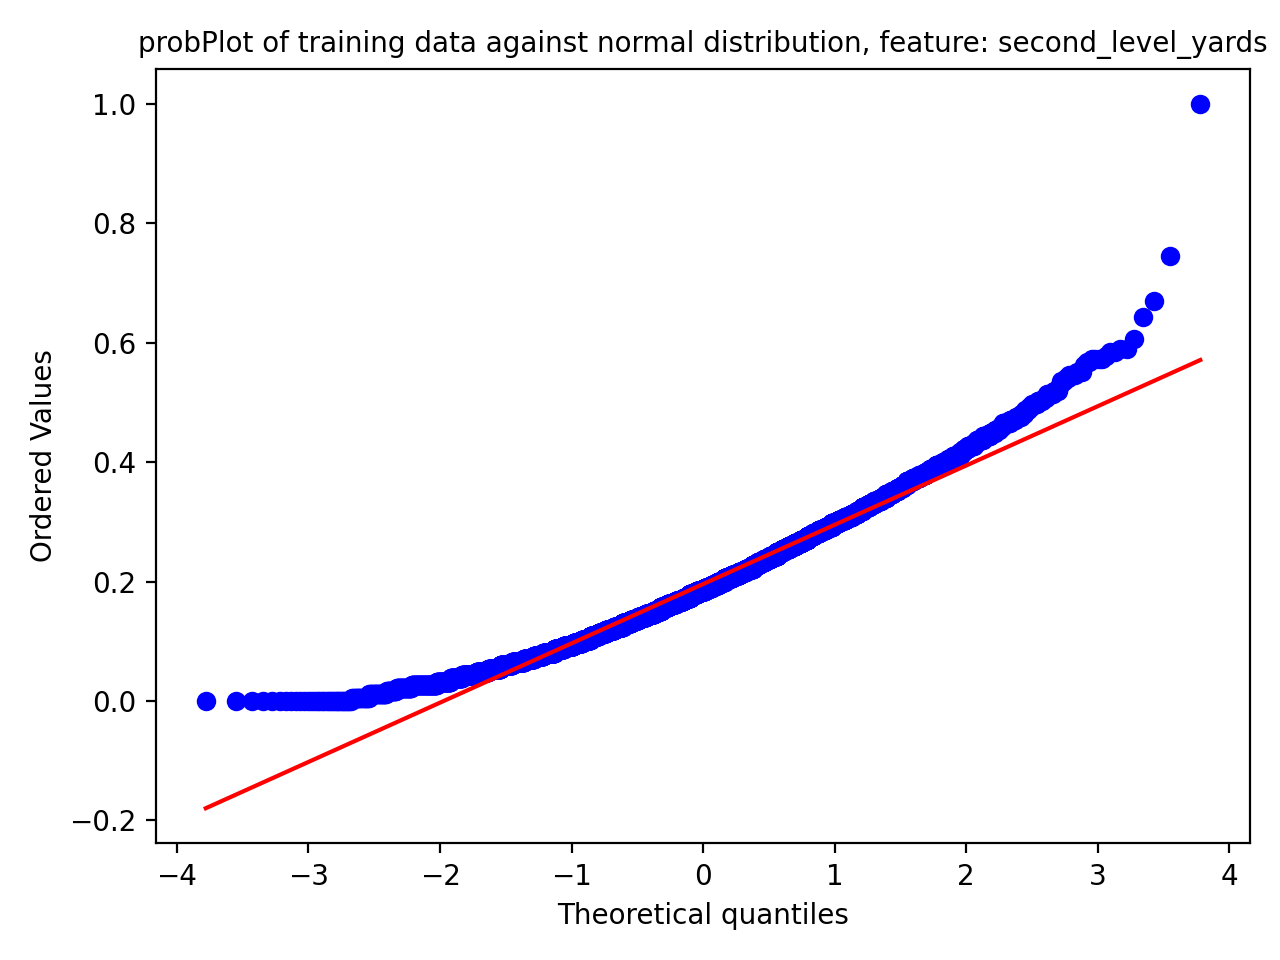 probPlot of training data against normal distribution, feature: second_level_yards
1.0
0.8
0.6
0.4
0.2
0.0
−0.2
Ordered Values
−4 −3 −2 −1 0 1 2 3 4
Theoretical quantiles